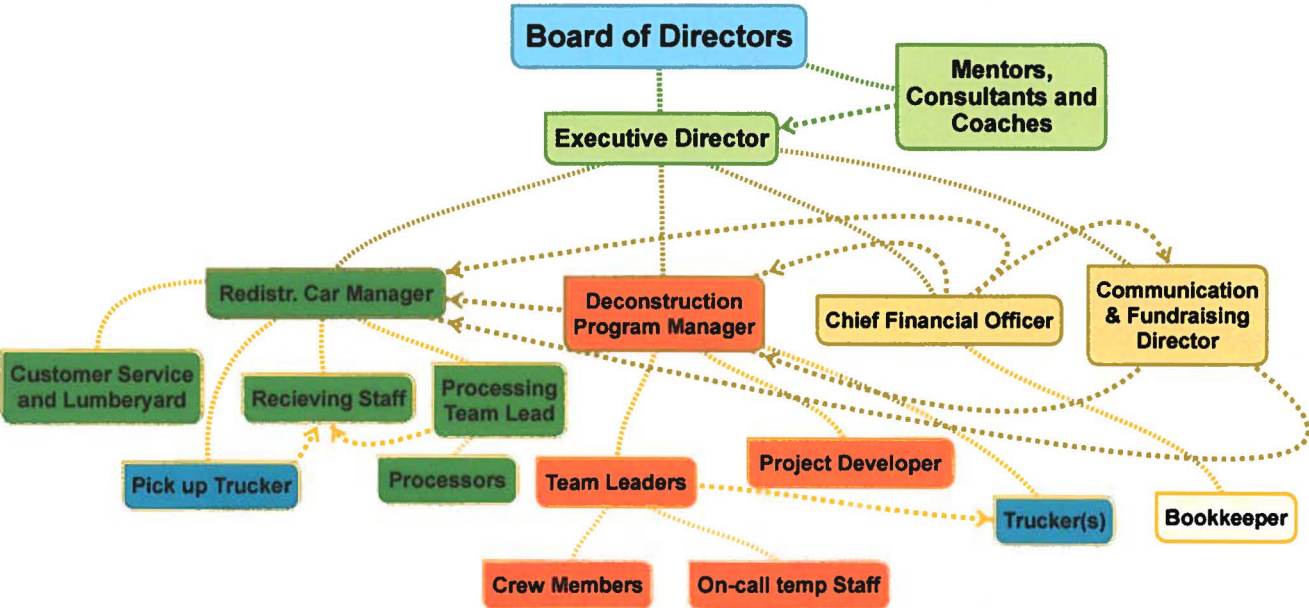 Board of Directors
Mentors,
Consultants and
Coaches
Executive Director
Redistr. Car Manager
Deconstruction
Program Manager
Chief Financial Officer
Communication
& Fundraising
Director
Customer Service
and Lumberyard
Recieving Staff
Processing
Team Lead
Pick up Trucker
Processors
Team Leaders
Project Developer
Trucker(s)
Bookkeeper
Crew Members
On-call temp Staff